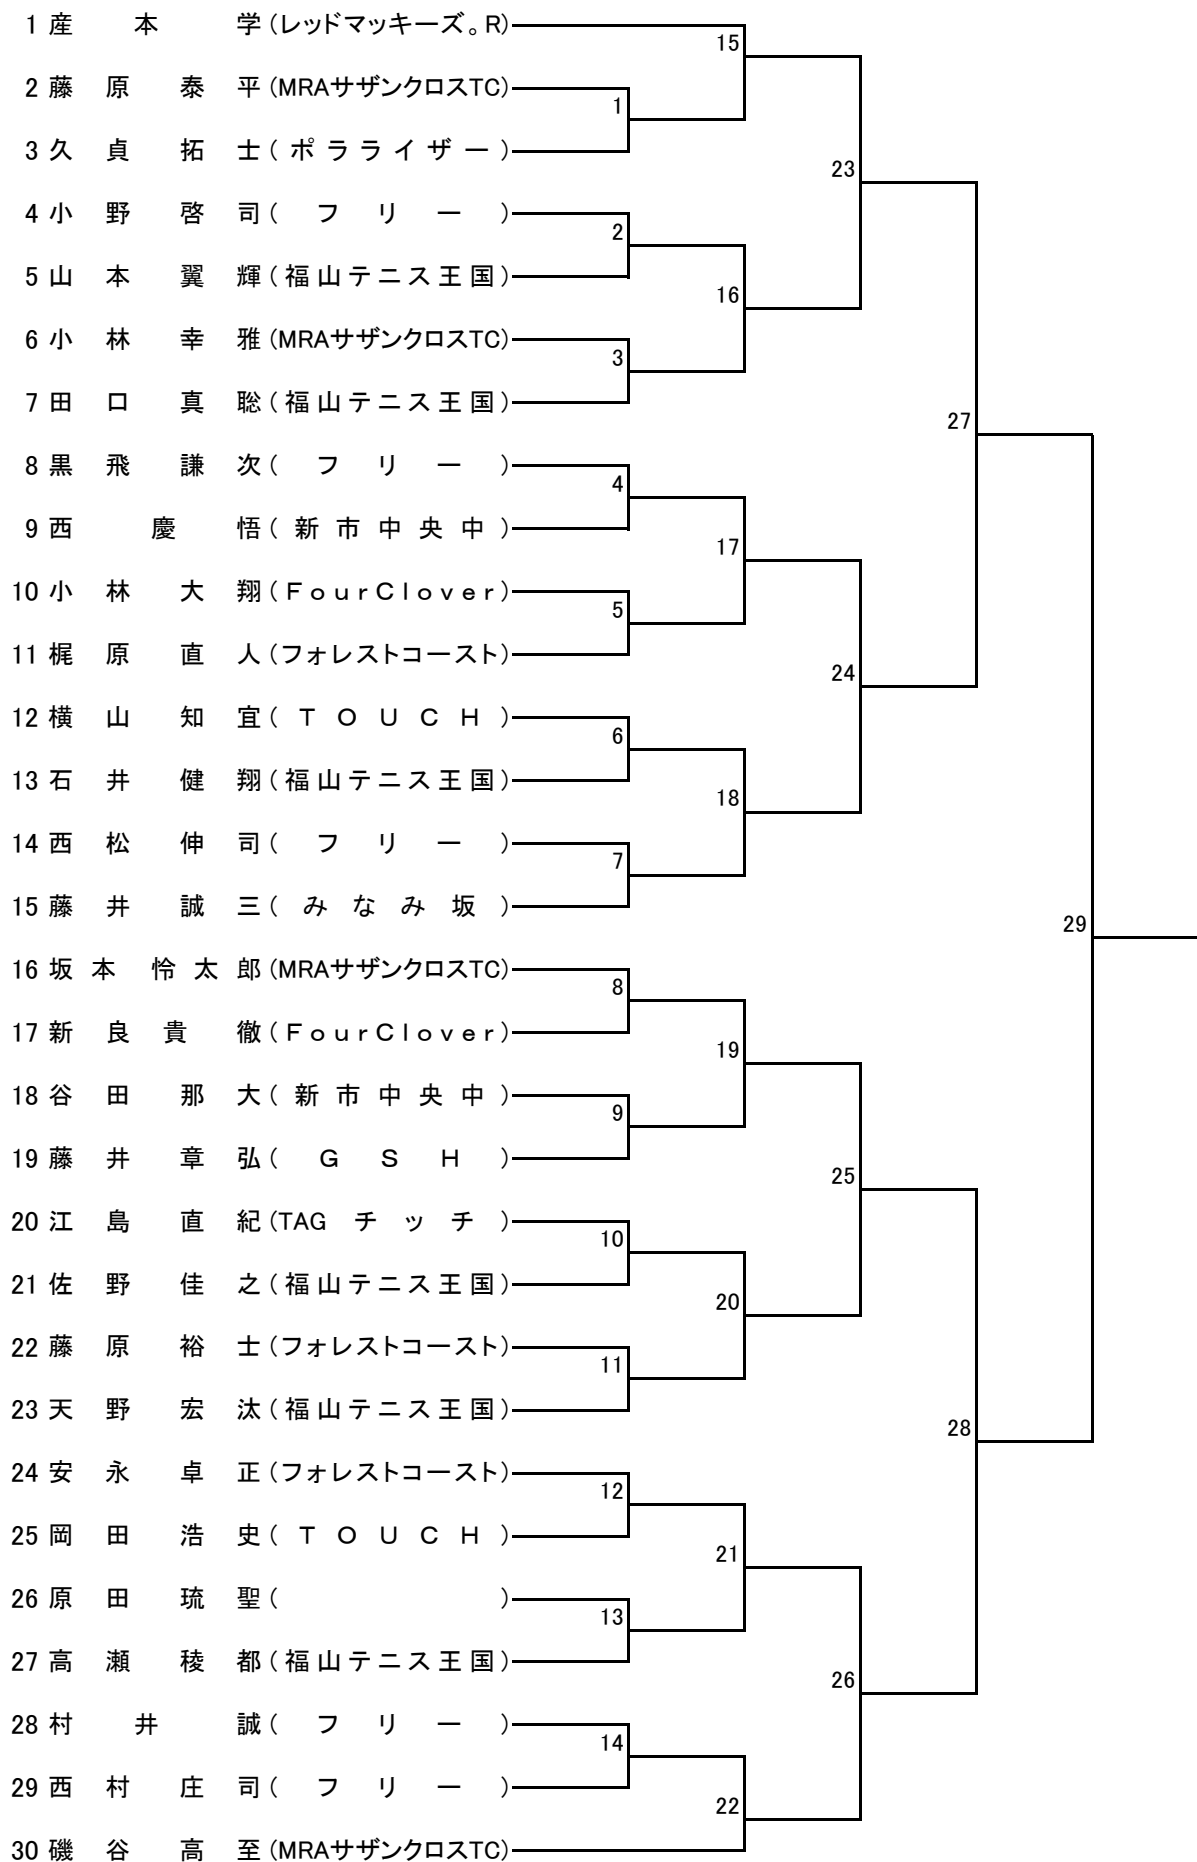 1 産本学(レッドマッキーズ。R)
15
2 藤原泰平(MRAサザンクロスTC)
1
3 久貞拓士(ポラライザー)
23
4 小野啓司(フリー)
2
5 山本翼輝(福山テニス王国)
16
6 小林幸雅(MRAサザンクロスTC)
3
7 田口真聡(福山テニス王国)
27
8 黒飛謙次(フリー)
4
9 西慶悟(新市中央中)
17
10 小林大翔(FourClover)
5
11 梶原直人(フォレストコースト)
24
12 横山知宜(TOUCH)
6
13 石井健翔(福山テニス王国)
18
14 西松伸司(フリー)
7
15 藤井誠三(みなみ坂)
29
16 坂本怜太郎(MRAサザンクロスTC)
8
17 新良貴徹(FourClover)
19
18 谷田那大(新市中央中)
9
19 藤井章弘(GSH)
25
20 江島直紀(TAGチッチ)
10
21 佐野佳之(福山テニス王国)
20
22 藤原裕士(フォレストコースト)
11
23 天野宏汰(福山テニス王国)
28
24 安永卓正(フォレストコースト)
12
25 岡田浩史(TOUCH)
21
26 原田琉聖( )
13
27 高瀬稜都(福山テニス王国)
26
28 村井誠(フリー)
14
29 西村庄司(フリー)
22
30 磯谷高至(MRAサザンクロスTC)